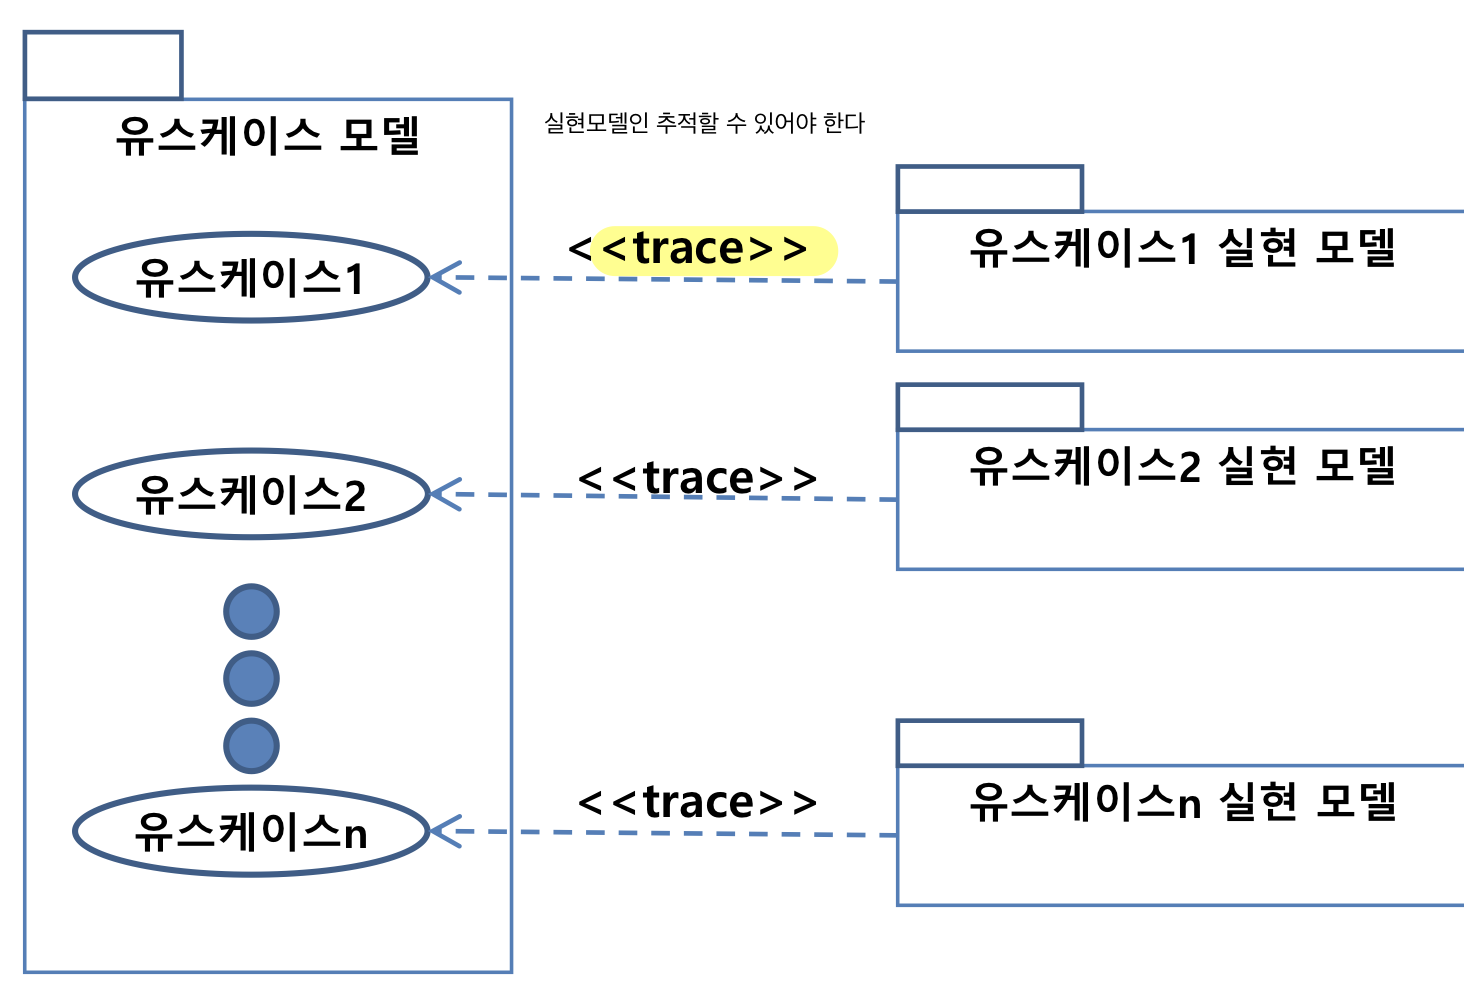 유스케이스 모델
실현모델인 추적할 수 있어야 한다
유스케이스1
<<trace>>
유스케이스1 실현 모델
유스케이스2
<<trace>>
유스케이스2 실현 모델
유스케이스n
<<trace>>
유스케이스n 실현 모델